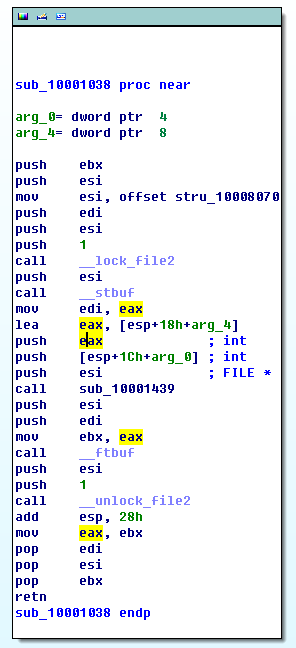 sub_10001038 proc near
arg_0= dword ptr  4
arg_4= dword ptr  8
push    ebx
push    esi
mov     esi, offset stru_10008070
push    edi
push    esi
push    1
call    __lock_file2
push    esi
call    __stbuf
mov     edi, eax
lea     eax, [esp+18h+arg_4]
push    eax             ; int
push    [esp+1Ch+arg_0] ; int
push    esi             ; FILE *
call    sub_10001439
push    esi
push    edi
mov     ebx, eax
call    __ftbuf
push    esi
push    1
call    __unlock_file2
add     esp, 28h
mov     eax, ebx
pop     edi
pop     esi
pop     ebx
retn
sub_10001038 endp